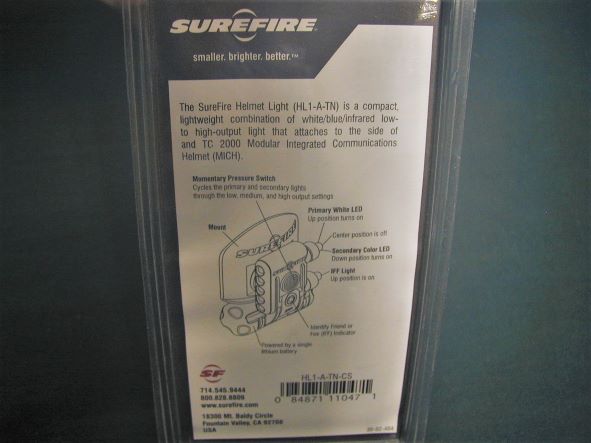 SUREFIRE™
smaller. brighter. better.™
The SureFire Helmet Light (HL1-A-TN) is a compact,
lightweight combination of white/blue/infrared low-
to high-output light that attaches to the side of
and TC 2000 Modular Integrated Communications
Helmet (MICH).
Momentary Pressure Switch
Cycles the primary and secondary lights
through the low, medium, and high output settings
Mount
Primary White LED
Up position turns on
Center position is off
Secondary Color LED
Down position turns on
IFF Light
Up position is on
SUREFIRE
SUREFIRE
Identify Friend or
Foe (IFF) Indicator
Powered by a single
lithium battery
SF
714.545.9444
800.828.8809
www.surefire.com
18300 Mt. Baldy Circle
Fountain Valley, CA 92708
USA
HL1-A-TN-CS
0 84871 11047 1